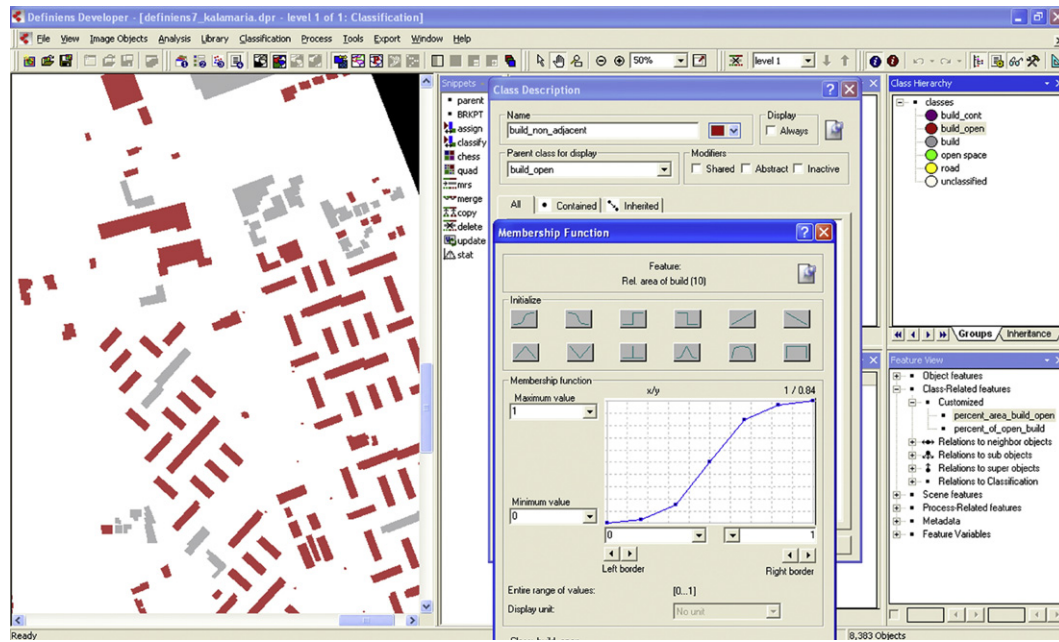 Definiens Developer - [definiens7_kalamaria.dpr - level 1 of 1: Classification]
File View Image Objects Analysis Library Classification Process Tools Export Window Help
50%
level 1
Snippets
parent
BRKPT
assign
classify
chess
quad
mrs
merge
copy
delete
update
stat
Class Description
Name
build_non_adjacent
Display
Always
Parent class for display
build_open
Modifiers
Shared Abstract Inactive
All Contained Inherited
Membership Function
Feature:
Rel. area of build (10)
Initialize
Membership function
Maximum value
1
x/y
1 / 0.84
Minimum value
0
0
1
Left border
Right border
Entire range of values:
[0...1]
Display unit:
No unit
Class Hierarchy
classes
build_cont
build_open
build
open space
road
unclassified
Groups Inheritance
Feature View
Object features
Class-Related features
Customized
percent_area_build_open
percent_of_open_build
Relations to neighbor objects
Relations to sub objects
Relations to super objects
Relations to Classification
Scene features
Process-Related features
Metadata
Feature Variables
Ready
8,383 Objects